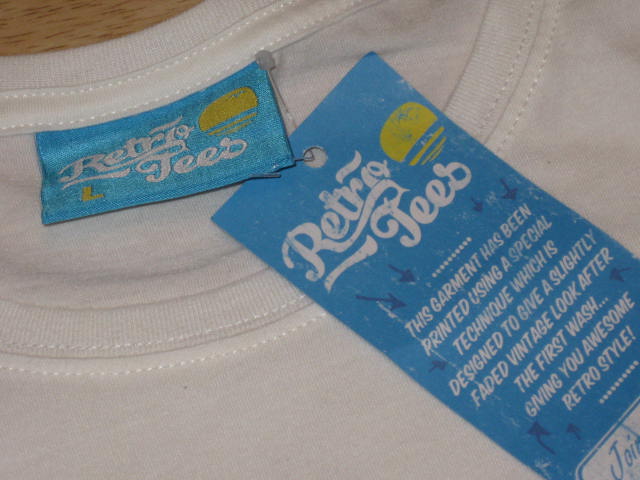 Retro
Tees
L
Retro
Tees
THIS GARMENT HAS BEEN
PRINTED USING A SPECIAL
TECHNIQUE WHICH IS
DESIGNED TO GIVE A SLIGHTLY
FADED VINTAGE LOOK AFTER
THE FIRST WASH...
GIVING YOU AWESOME
RETRO STYLE!